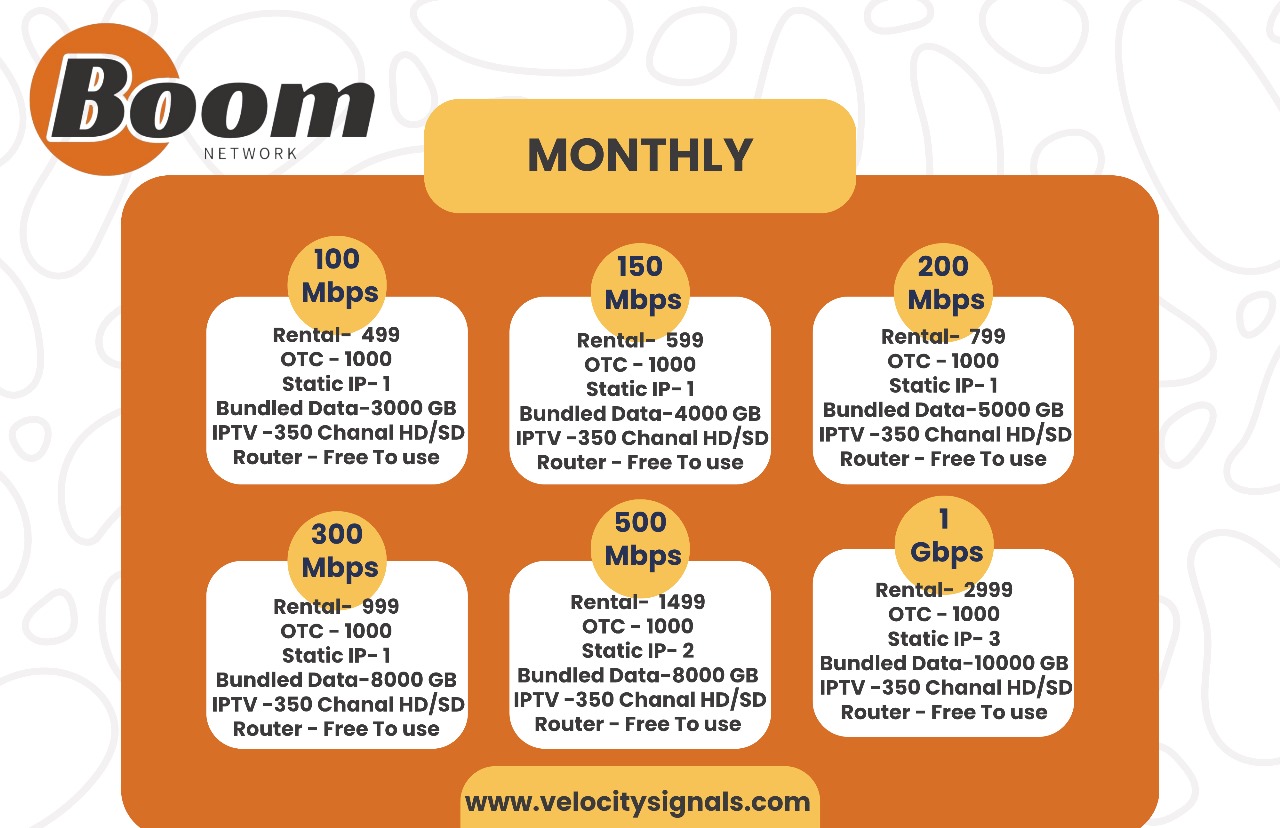 Boom
NETWORK
MONTHLY
100
Mbps
Rental- 499
OTC - 1000
Static IP- 1
Bundled Data-3000 GB
IPTV -350 Chanal HD/SD
Router - Free To use
150
Mbps
Rental- 599
OTC - 1000
Static IP- 1
Bundled Data-4000 GB
IPTV -350 Chanal HD/SD
Router - Free To use
200
Mbps
Rental- 799
OTC - 1000
Static IP- 1
Bundled Data-5000 GB
IPTV -350 Chanal HD/SD
Router - Free To use
300
Mbps
Rental- 999
OTC - 1000
Static IP- 1
Bundled Data-8000 GB
IPTV -350 Chanal HD/SD
Router - Free To use
500
Mbps
Rental- 1499
OTC - 1000
Static IP- 2
Bundled Data-8000 GB
IPTV -350 Chanal HD/SD
Router - Free To use
1
Gbps
Rental- 2999
OTC - 1000
Static IP- 3
Bundled Data-10000 GB
IPTV -350 Chanal HD/SD
Router - Free To use
www.velocitysignals.com